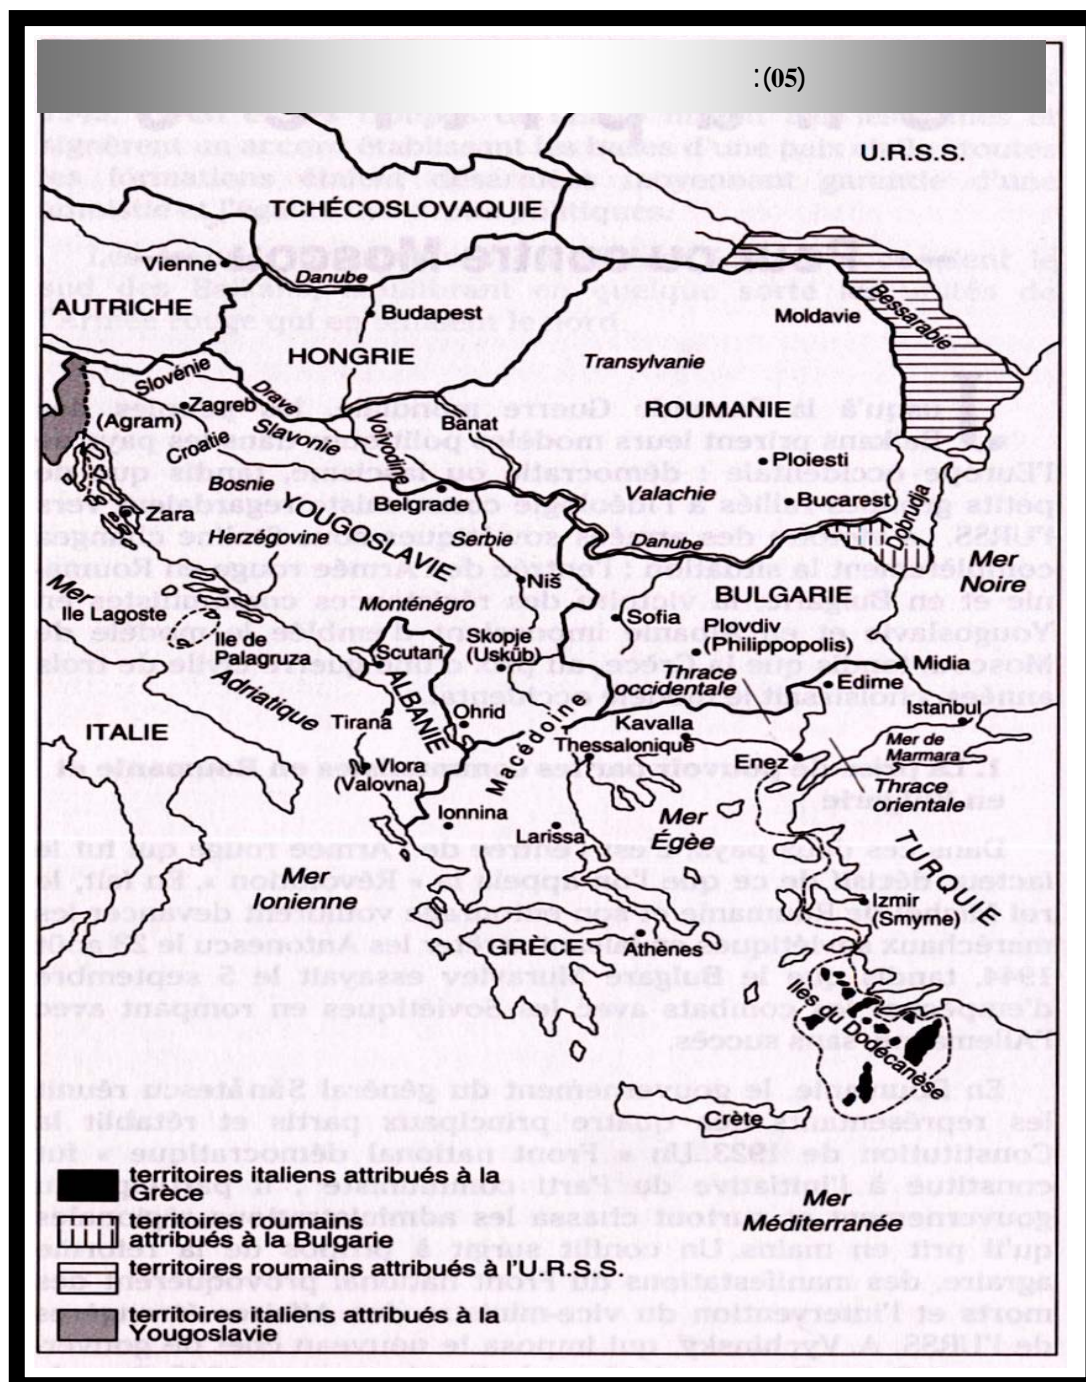 :(05)
U.R.S.S.
TCHÉCOSLOVAQUIE
Vienne
Danube
AUTRICHE
Budapest
Bessarabie
Moldavie
HONGRIE
Transylvanie
Slovénie
Drave
Zagreb
(Agram)
Croatie
Slavonite
Voïvodine
Banat
ROUMANIE
Ploiesti
Bosnie
YOUGOSLAVIE
Belgrade
Valachie
Bucarest
Dobrudja
Zara
Herzégovine
Serbie
Danube
Mer
Noire
Niš
BULGARIE
Mer
Adriatique
Ile Lagoste
Ile de
Palagruza
Monténégro
Scutari
Skopje
(Usküb)
Sofia
Plovdiv
(Philippopolis)
Thrace
occidentale
Midia
Edime
Istanbul
ITALIE
Tirana
ALBANIE
Ohrid
Macédoine
Kavalla
Thessalonique
Enez
Mer de
Marmara
Thrace
orientale
Vlora
(Valovna)
Ionnina
Larissa
Mer
Égèe
TURQUIE
Mer
Ionienne
Izmir
(Smyrne)
GRÈCE
Athènes
Iles du Dodécanèse
Crète
Mer
Méditerranée
territoires italiens attribués à la
Grèce
territoires roumains
attribués à la Bulgarie
territoires roumains attribués à l'U.R.S.S.
territoires italiens attribués à la
Yougoslavie